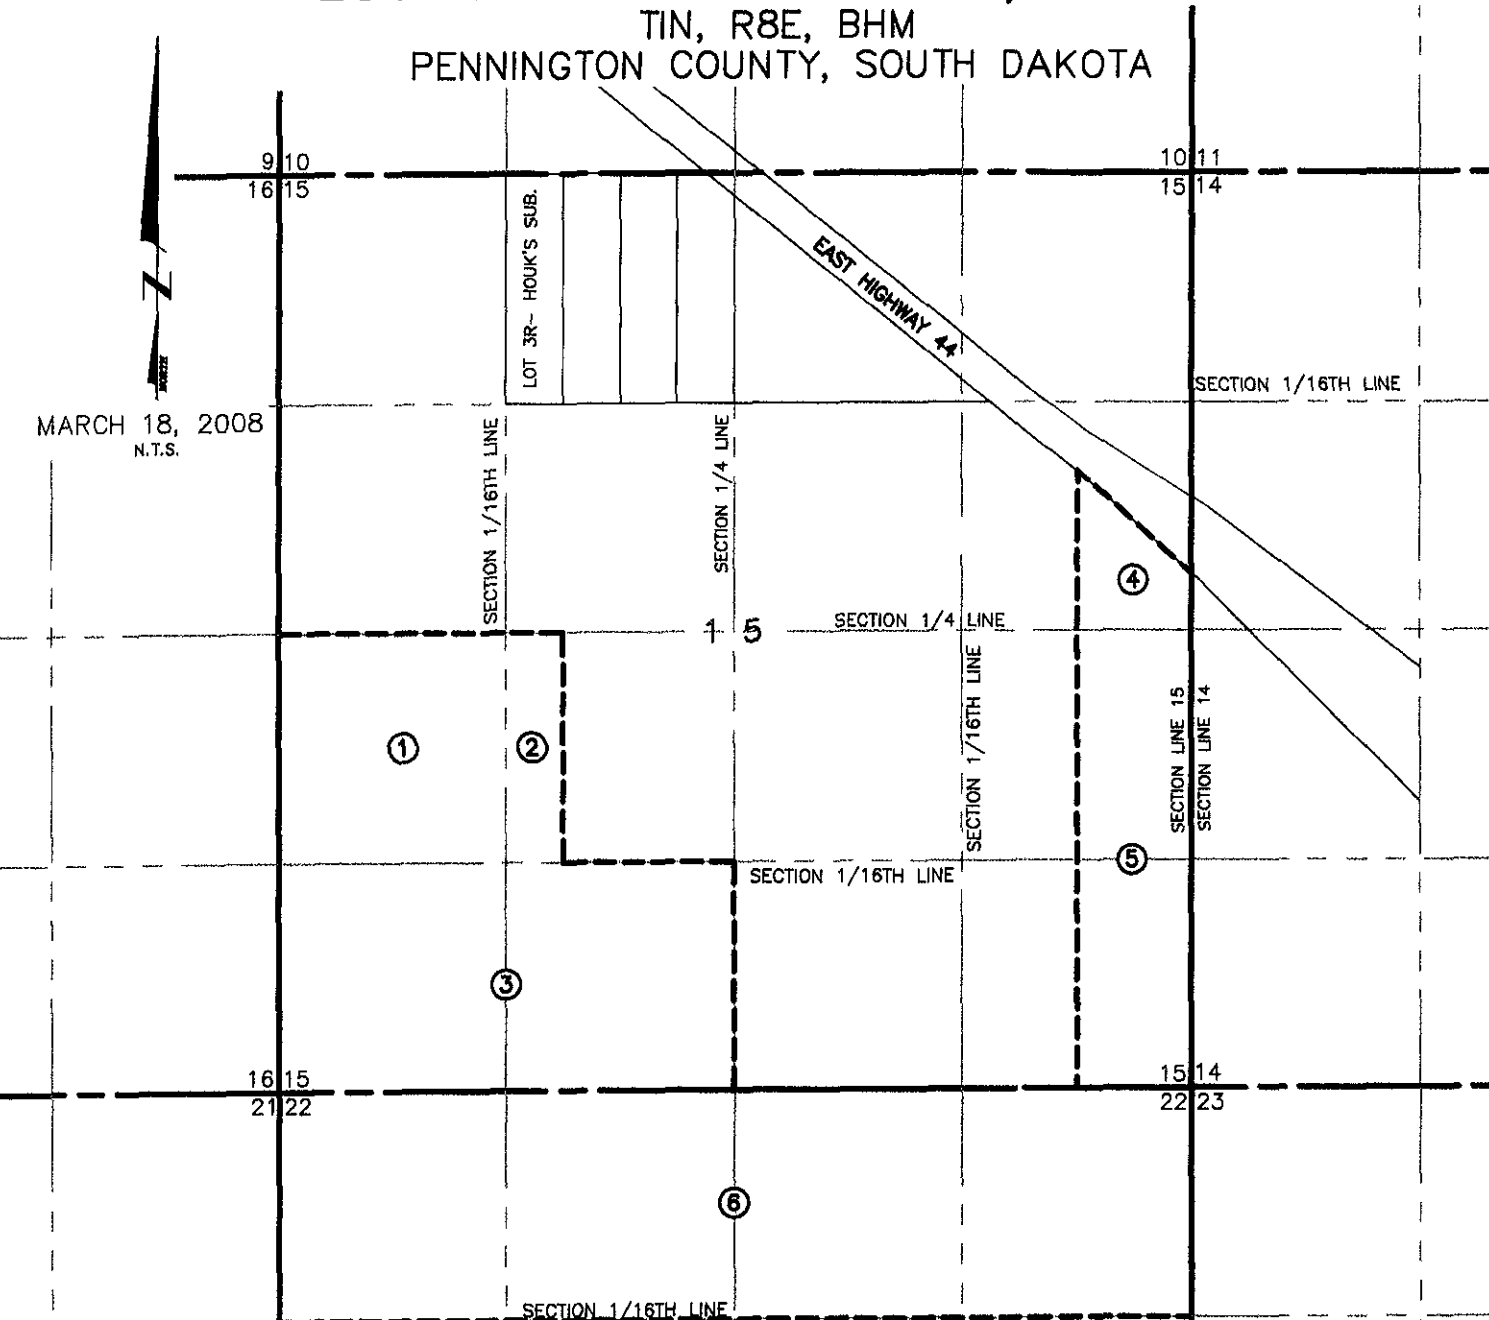 T1N, R8E, BHM
PENNINGTON COUNTY, SOUTH DAKOTA
9 10
16 15
10 11
15 14
LOT 3R- HOUK'S SUB.
EAST HIGHWAY 44
NORTH
MARCH 18, 2008
N.T.S.
SECTION 1/16TH LINE
SECTION 1/16TH LINE
SECTION 1/4 LINE
4
1 5
SECTION 1/4 LINE
SECTION 1/16TH LINE
SECTION LINE 15
SECTION LINE 14
1
2
5
SECTION 1/16TH LINE
3
16 15
21 22
15 14
22 23
6
SECTION 1/16TH LINE